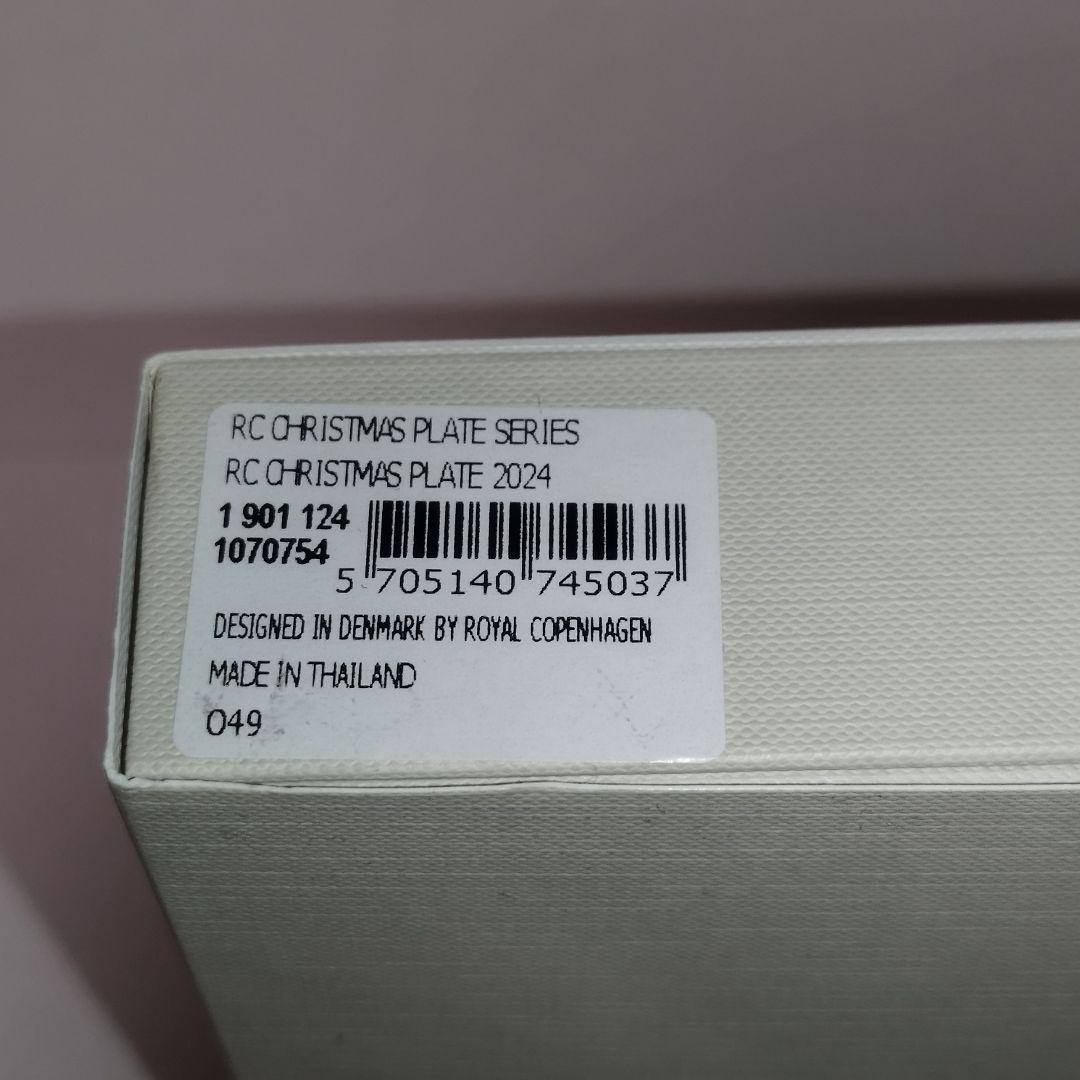 RC CHRISTMAS PLATE SERIES
RC CHRISTMAS PLATE 2024
1 901 124
1070754
5 705140 745037
DESIGNED IN DENMARK BY ROYAL COPENHAGEN
MADE IN THAILAND
O49